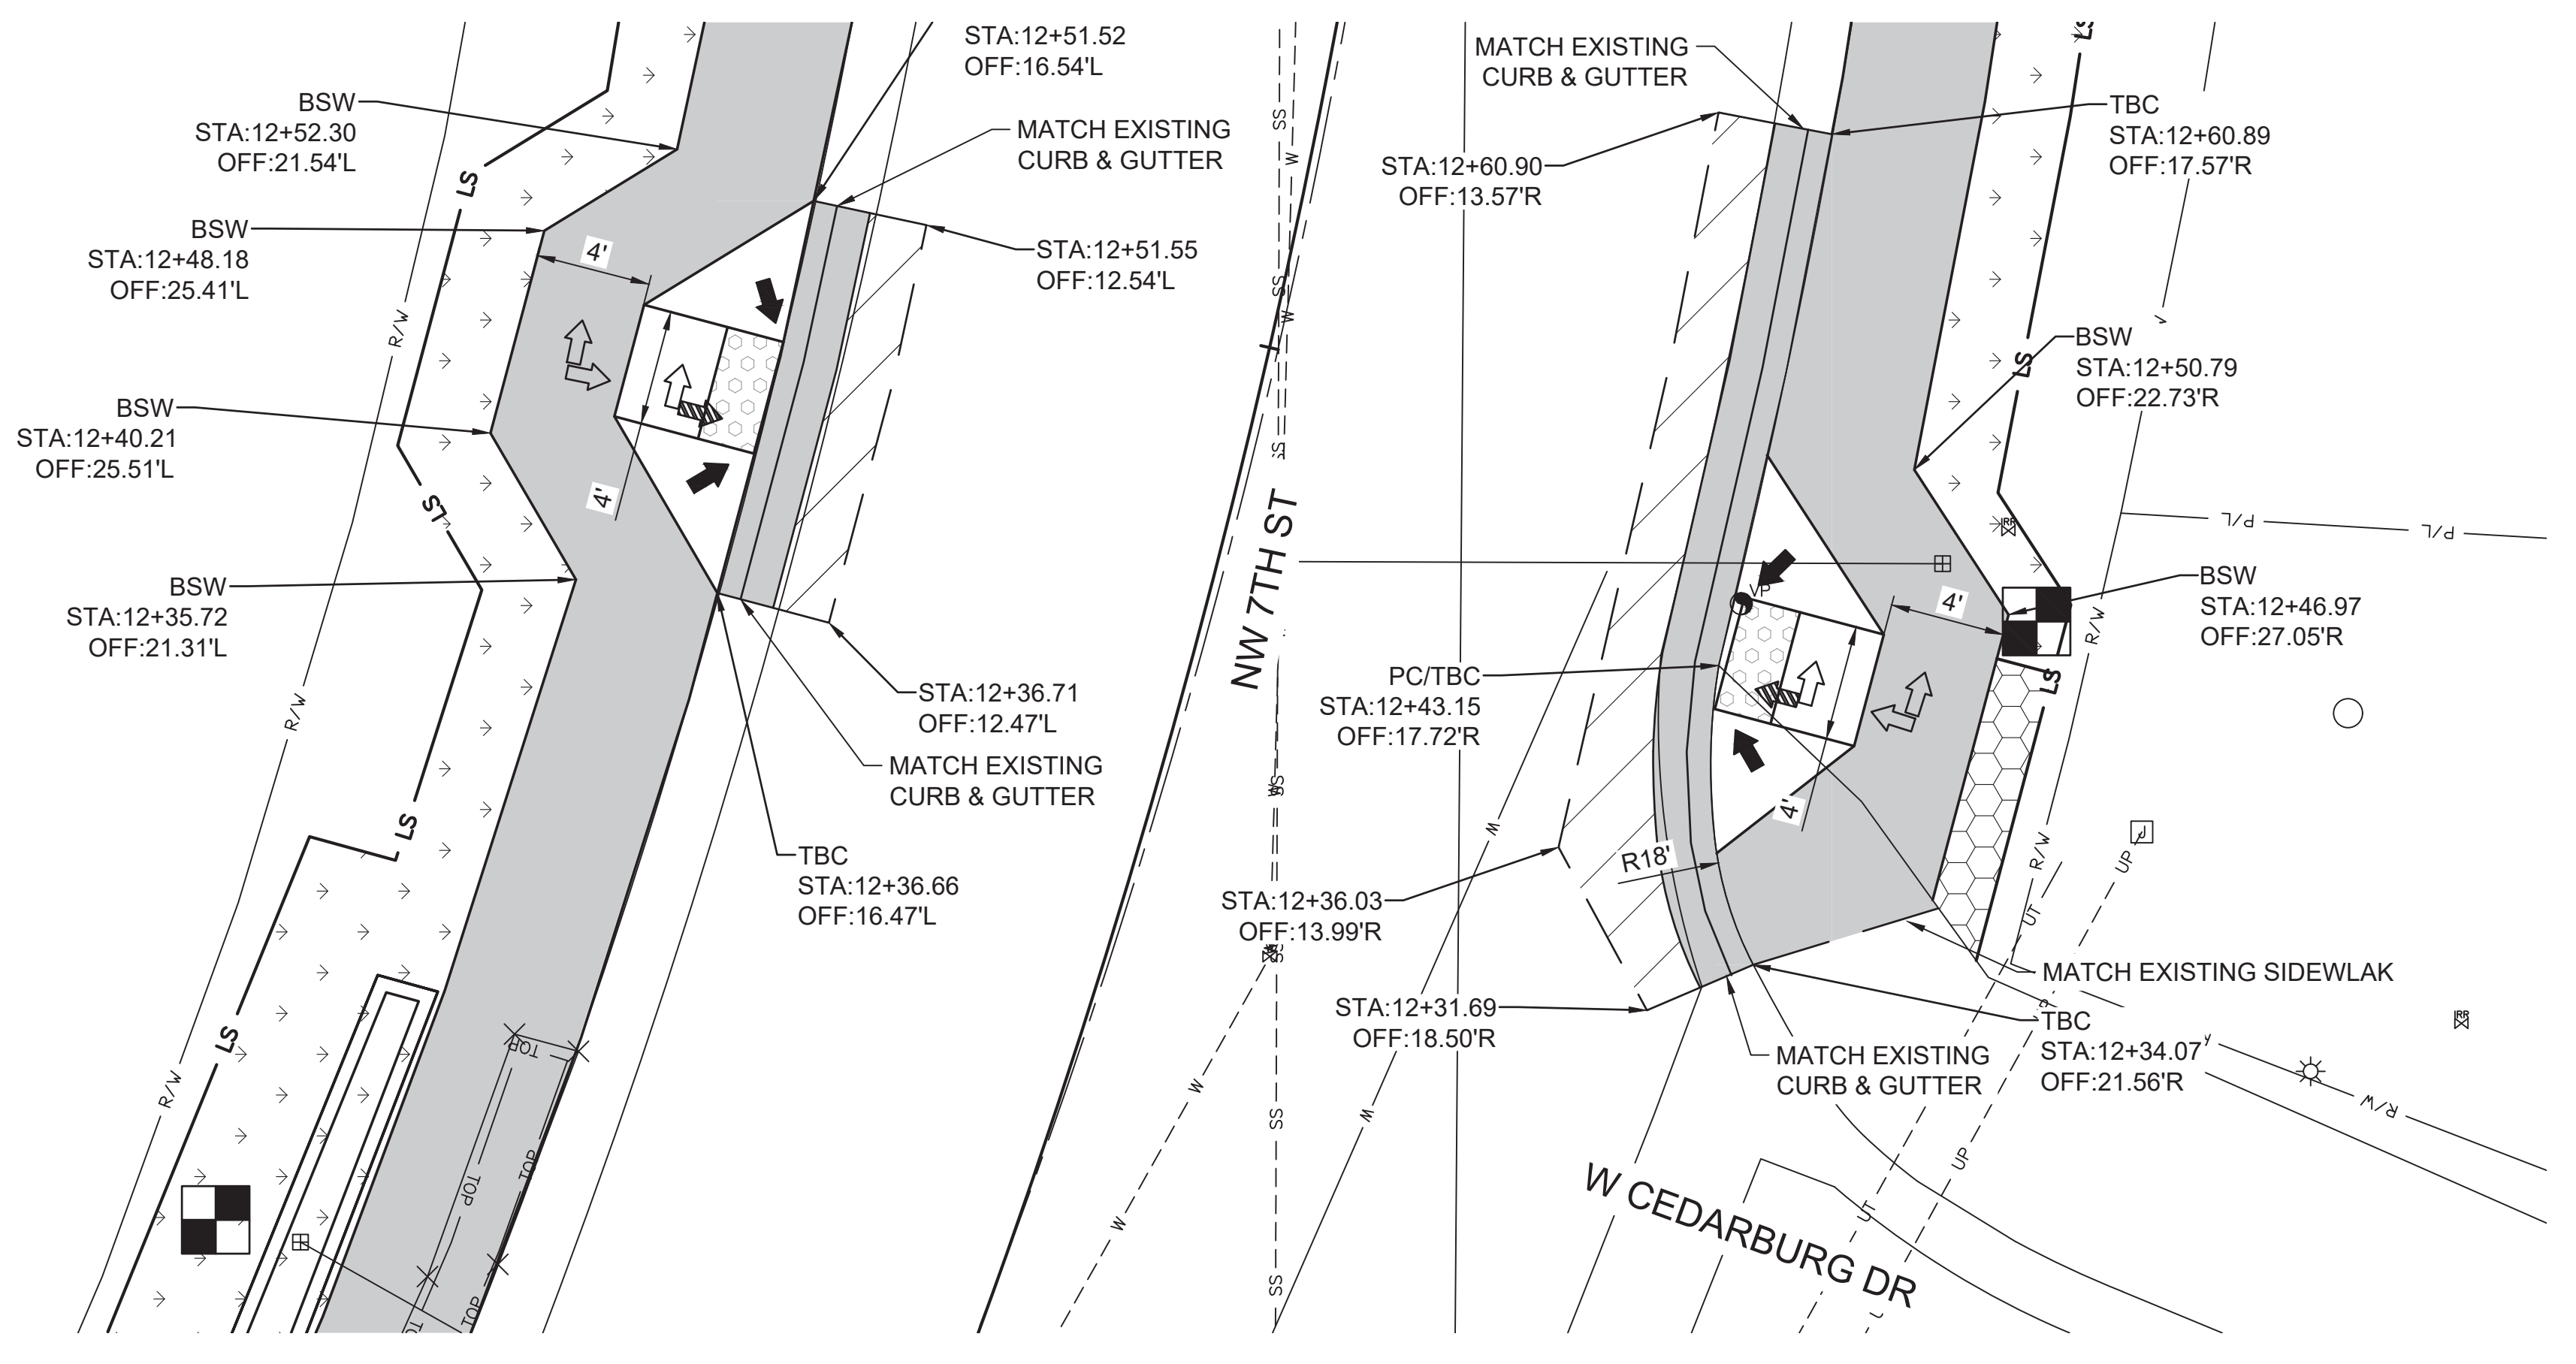 STA:12+51.52
OFF:16.54'L
MATCH EXISTING
CURB & GUTTER
BSW
STA:12+52.30
OFF:21.54'L
MATCH EXISTING
CURB & GUTTER
TBC
STA:12+60.89
OFF:17.57'R
STA:12+60.90
OFF:13.57'R
LS
LS
BSW
STA:12+48.18
OFF:25.41'L
4'
STA:12+51.55
OFF:12.54'L
SS
W
SS
W
SS
R/W
BSW
STA:12+50.79
OFF:22.73'R
LS
BSW
STA:12+40.21
OFF:25.51'L
LS
4'
P/L
P/L
NW 7TH ST
BSW
STA:12+35.72
OFF:21.31'L
VP
4'
BSW
STA:12+46.97
OFF:27.05'R
R/W
LS
R/W
STA:12+36.71
OFF:12.47'L
PC/TBC
STA:12+43.15
OFF:17.72'R
MATCH EXISTING
CURB & GUTTER
SS
W
W
4'
J
LS
TBC
STA:12+36.66
OFF:16.47'L
R18'
R/W
UP
UT
STA:12+36.03
OFF:13.99'R
SS
MATCH EXISTING SIDEWLAK
STA:12+31.69
OFF:18.50'R
TBC
STA:12+34.07
OFF:21.56'R
MATCH EXISTING
CURB & GUTTER
LS
TOP
R/W
R/W
W
W
SS
UP
TOP
TOP
W
UT
W CEDARBURG DR
SS
TOP